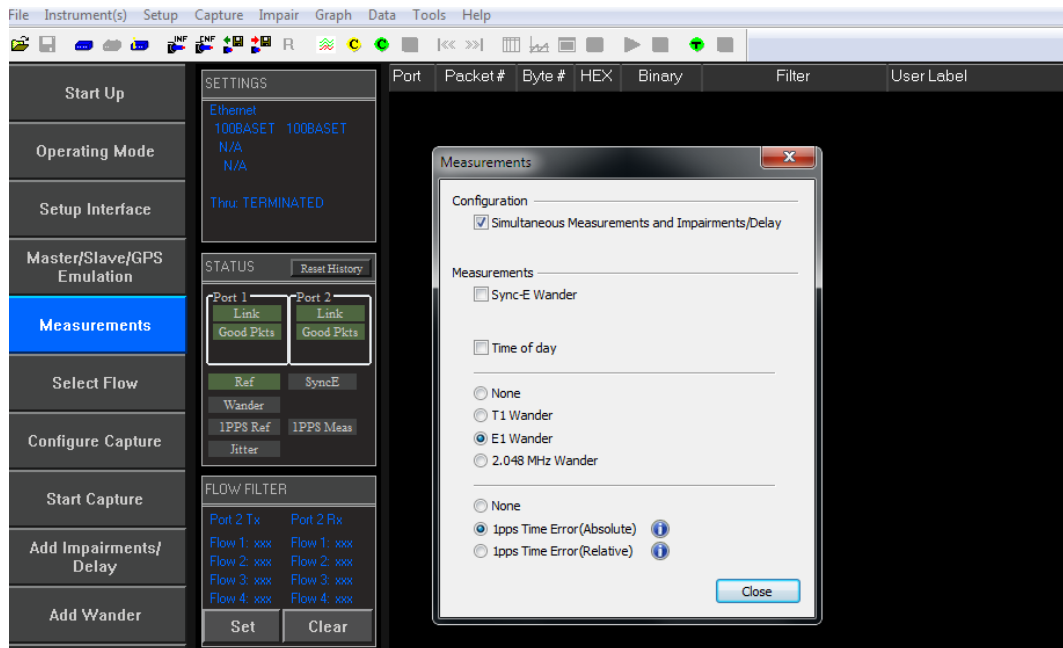 File Instrument(s) Setup Capture Impair Graph Data Tools Help
INF INF R C C T
Start Up
Operating Mode
Setup Interface
Master/Slave/GPS
Emulation
Measurements
Select Flow
Configure Capture
Start Capture
Add Impairments/
Delay
Add Wander
SETTINGS
Ethernet
100BASET 100BASET
N/A
N/A
Thru: TERMINATED
STATUS Reset History
Port 1 Port 2
Link Link
Good Pkts Good Pkts
Ref SyncE
Wander
1PPS Ref 1PPS Meas
Jitter
FLOW FILTER
Port 2 Tx Port 2 Rx
Flow 1: xxx Flow 1: xxx
Flow 2: xxx Flow 2: xxx
Flow 3: xxx Flow 3: xxx
Flow 4: xxx Flow 4: xxx
Set Clear
Port Packet # Byte # HEX Binary Filter User Label
Measurements
Configuration
Simultaneous Measurements and Impairments/Delay
Measurements
Sync-E Wander
Time of day
None
T1 Wander
E1 Wander
2.048 MHz Wander
None
1pps Time Error(Absolute)
1pps Time Error(Relative)
Close